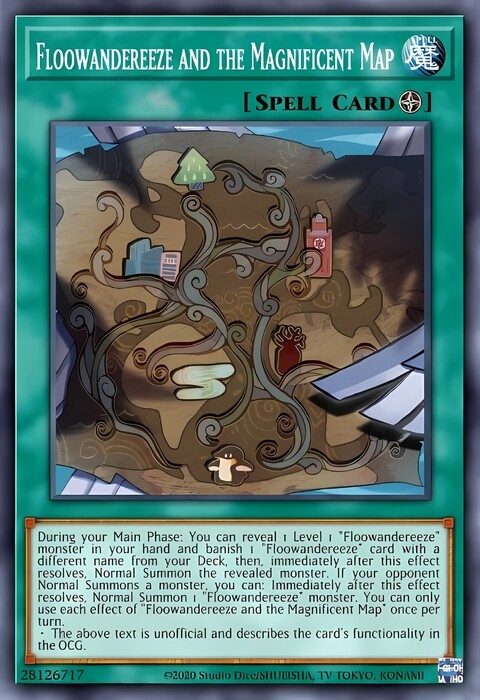 Floowandereeze and the Magnificent Map
[Spell Card]
During your Main Phase: You can reveal 1 Level 1 "Floowandereeze"
monster in your hand and banish 1 "Floowandereeze" card with a
different name from your Deck, then, immediately after this effect
resolves, Normal Summon the revealed monster. If your opponent
Normal Summons a monster, you can: Immediately after this effect
resolves, Normal Summon 1 "Floowandereeze" monster. You can only
use each effect of "Floowandereeze and the Magnificent Map" once per
turn.
· The above text is unofficial and describes the card's functionality in
the OCG.
28126717 ©2020 Studio Dice/SHUEISHA, TV TOKYO, KONAMI